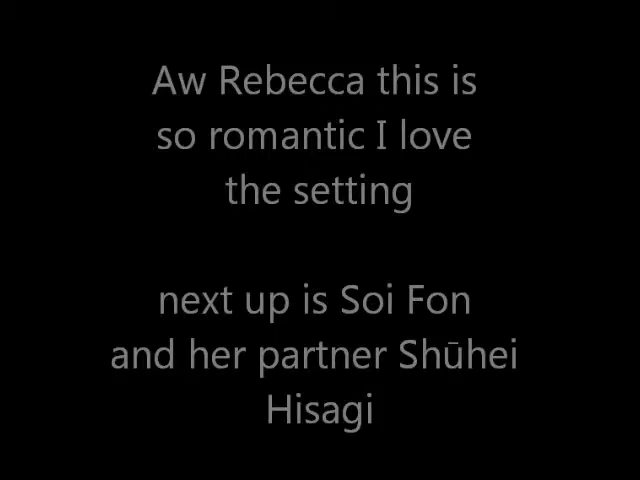 Aw Rebecca this is
so romantic I love
the setting
next up is Soi Fon
and her partner Shūhei
Hisagi